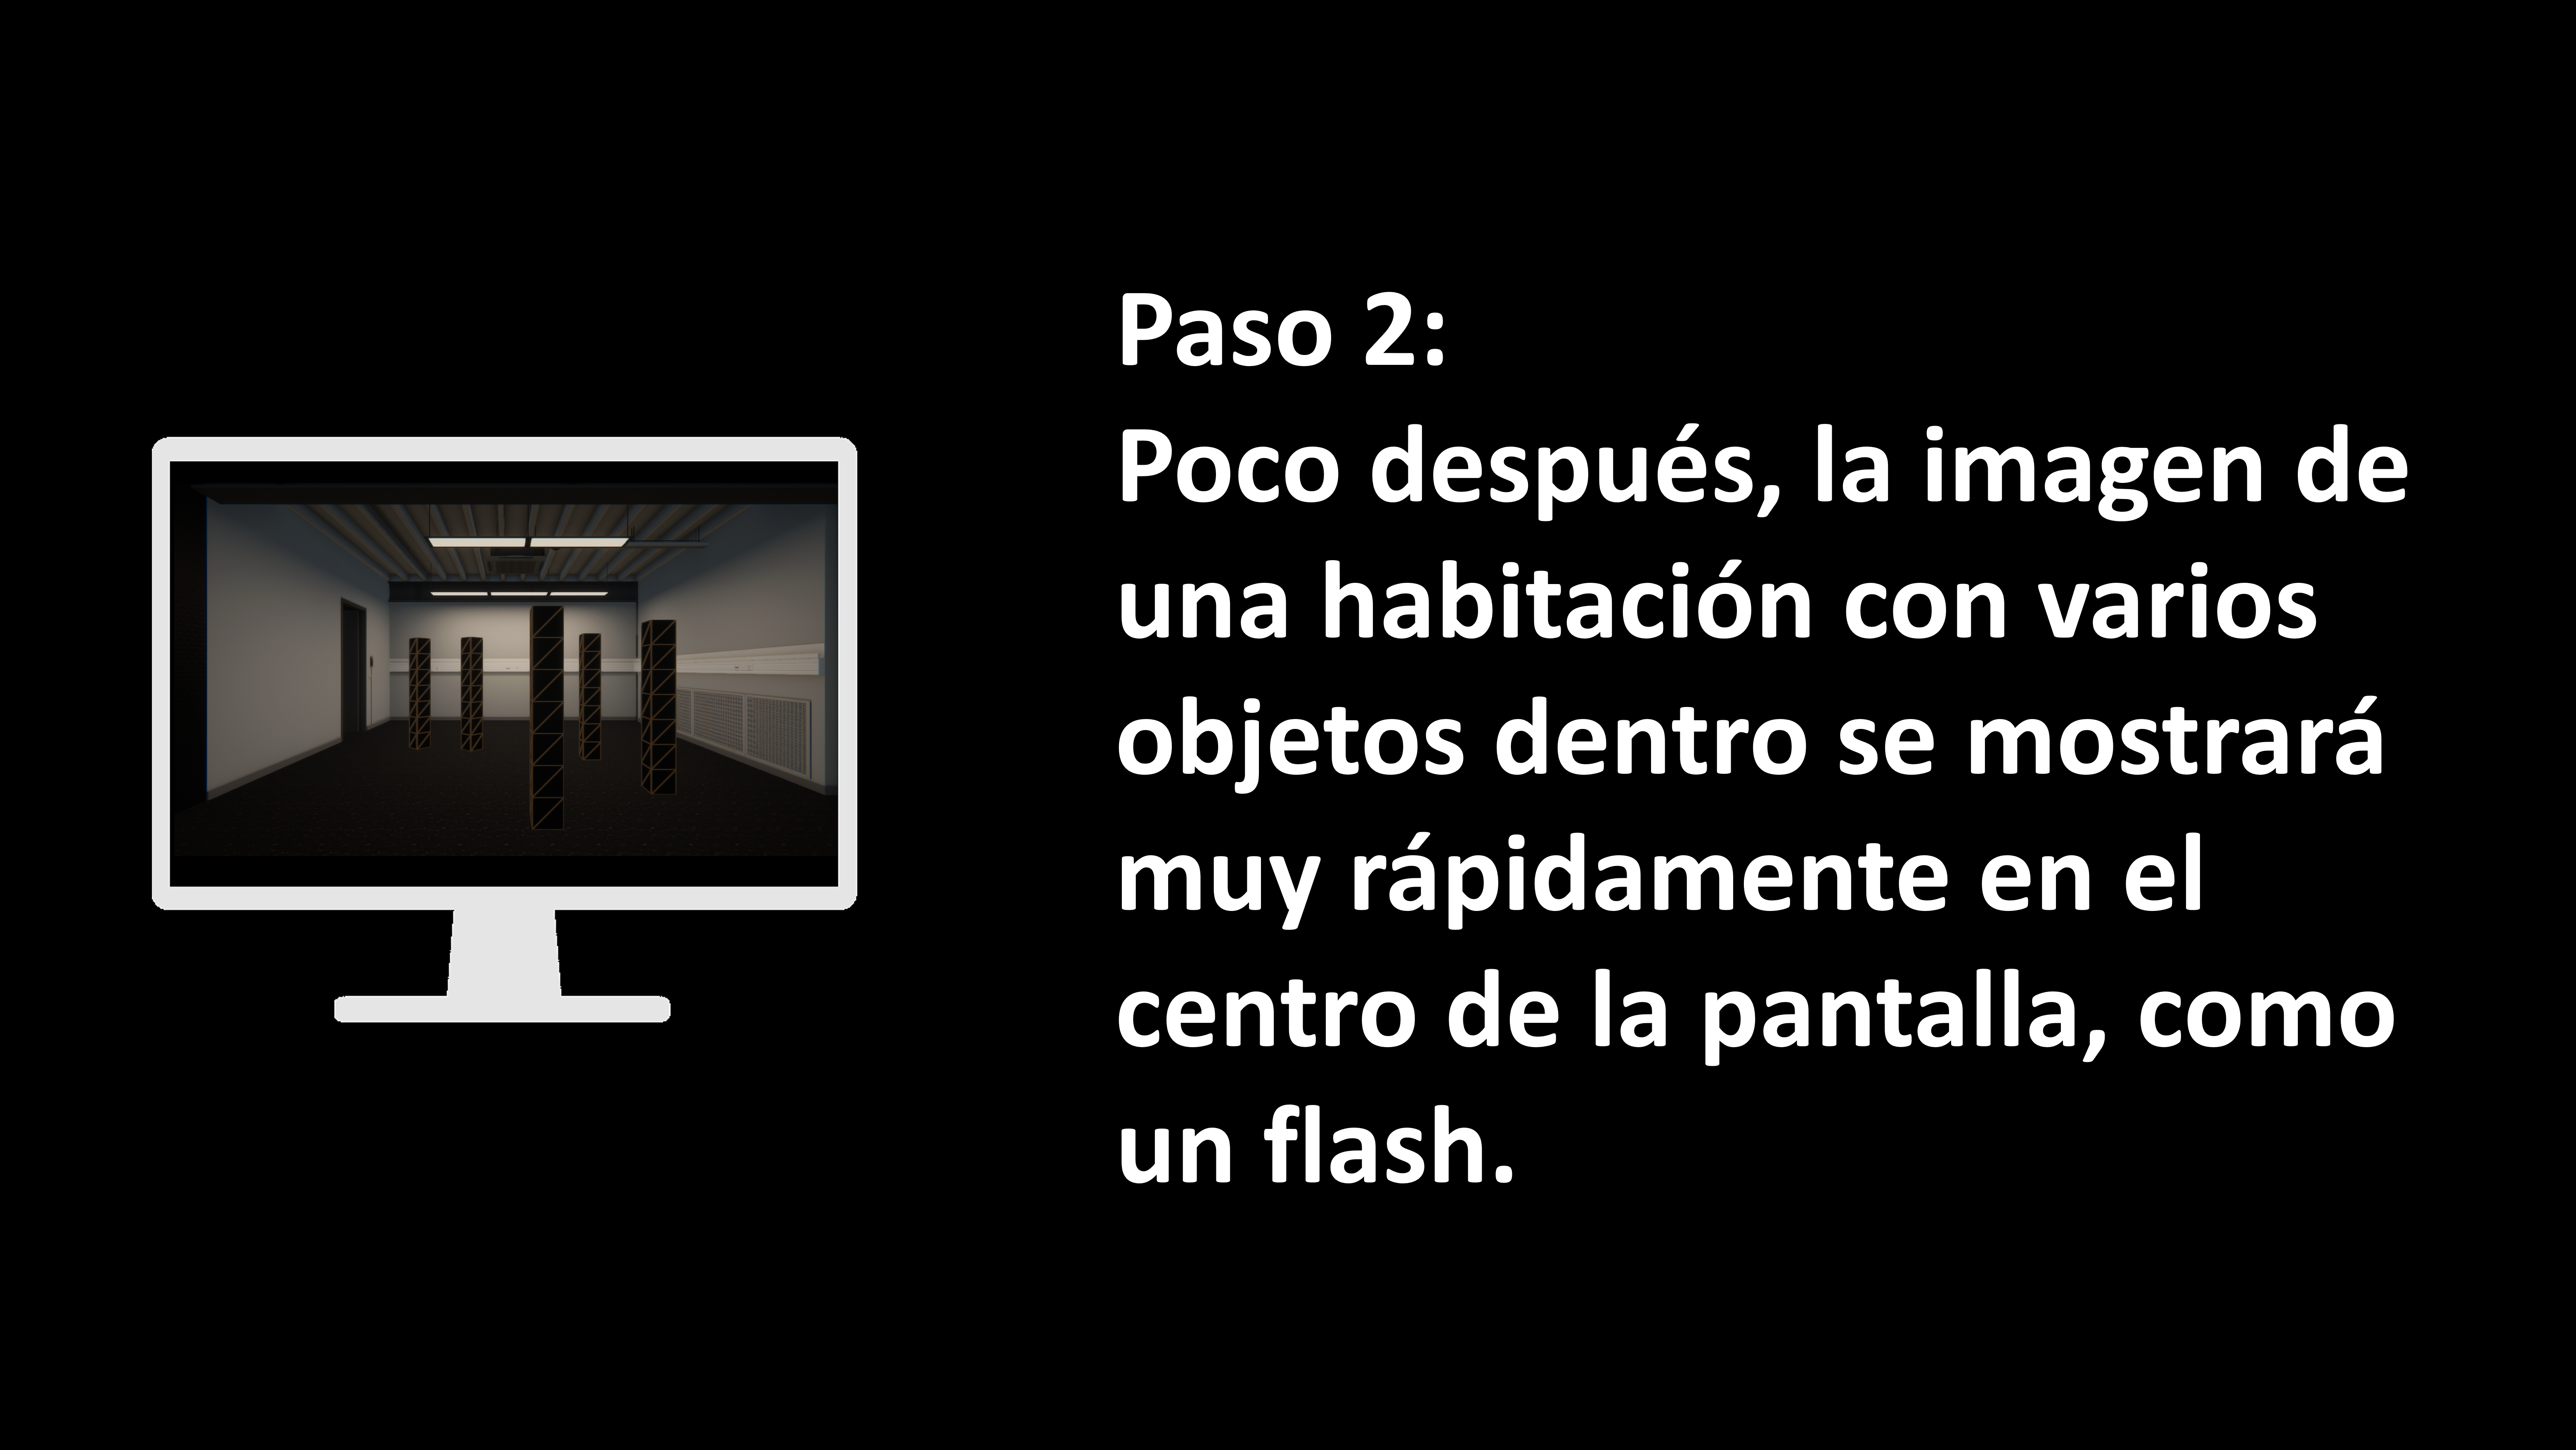 Paso 2:
Poco después, la imagen de
una habitación con varios
objetos dentro se mostrará
muy rápidamente en el
centro de la pantalla, como
un flash.